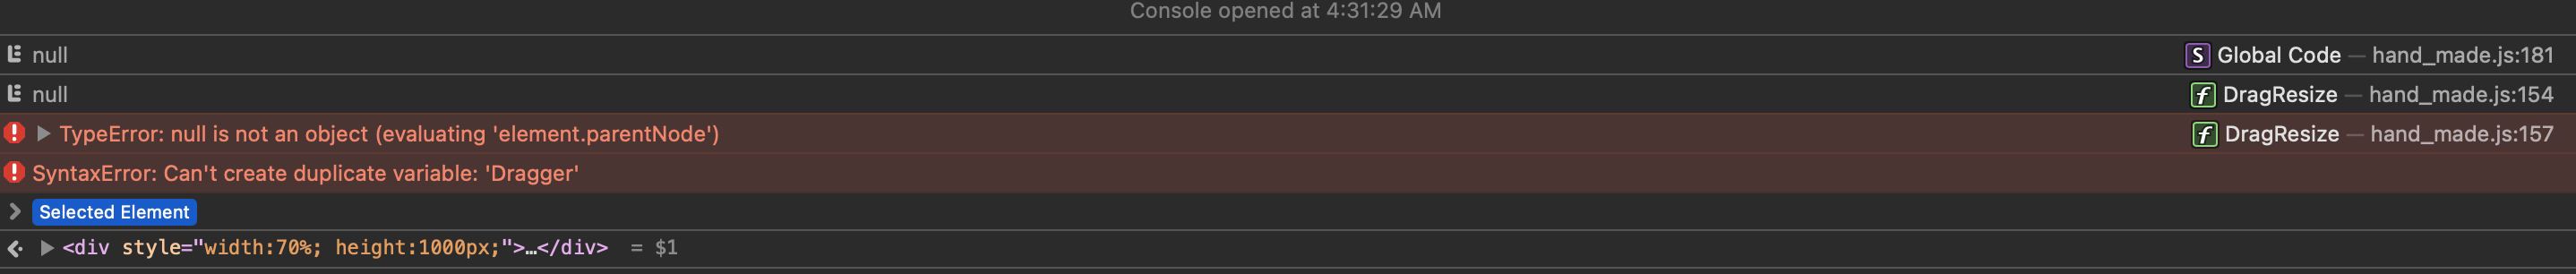 Console opened at 4:31:29 AM
null S Global Code — hand_made.js:181
null f DragResize — hand_made.js:154
TypeError: null is not an object (evaluating 'element.parentNode') f DragResize — hand_made.js:157
SyntaxError: Can't create duplicate variable: 'Dragger'
Selected Element
<div style="width:70%; height:1000px;">…</div> = $1